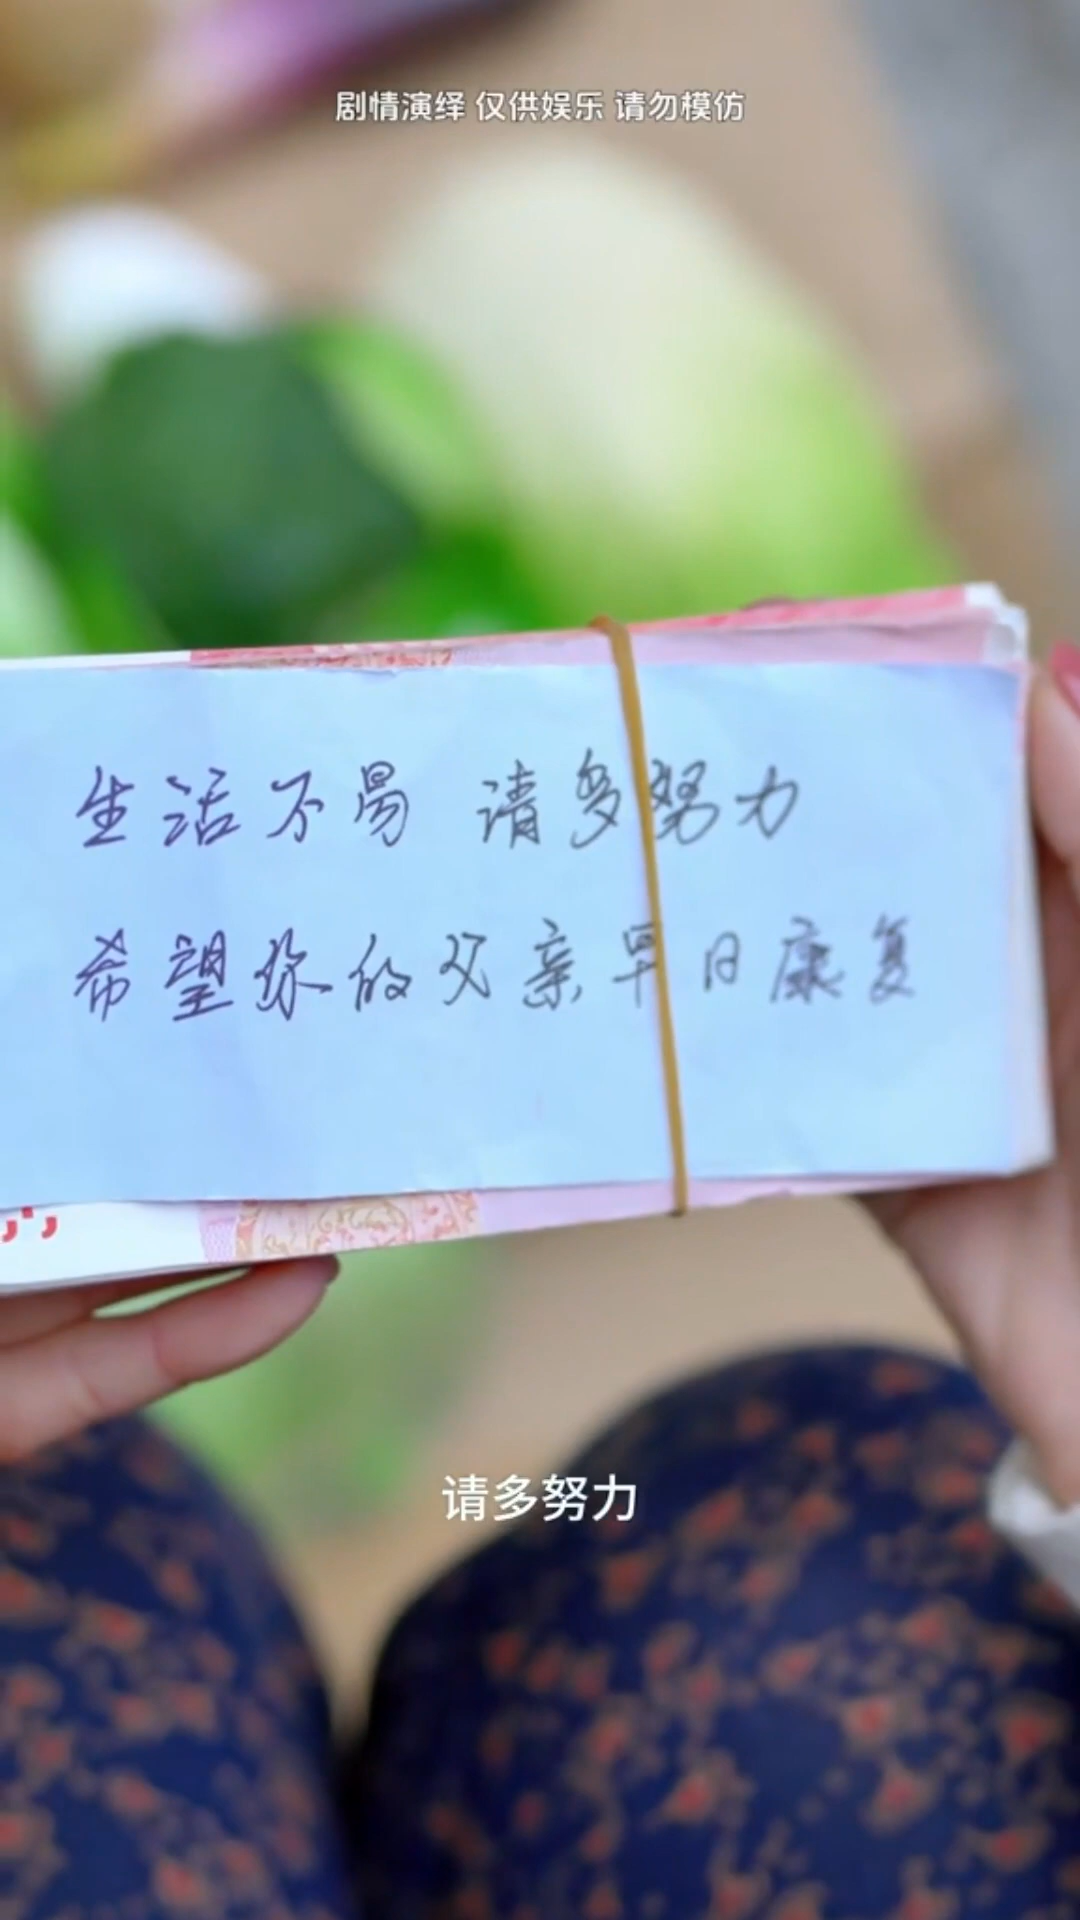 剧情演绎 仅供娱乐 请勿模仿
生活不易 请多努力
希望你的父亲早日康复
请多努力